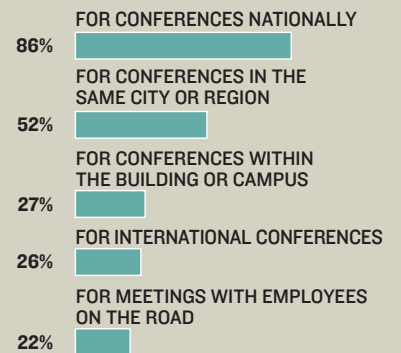 FOR CONFERENCES NATIONALLY
86%
FOR CONFERENCES IN THE
SAME CITY OR REGION
52%
FOR CONFERENCES WITHIN
THE BUILDING OR CAMPUS
27%
FOR INTERNATIONAL CONFERENCES
26%
FOR MEETINGS WITH EMPLOYEES
ON THE ROAD
22%